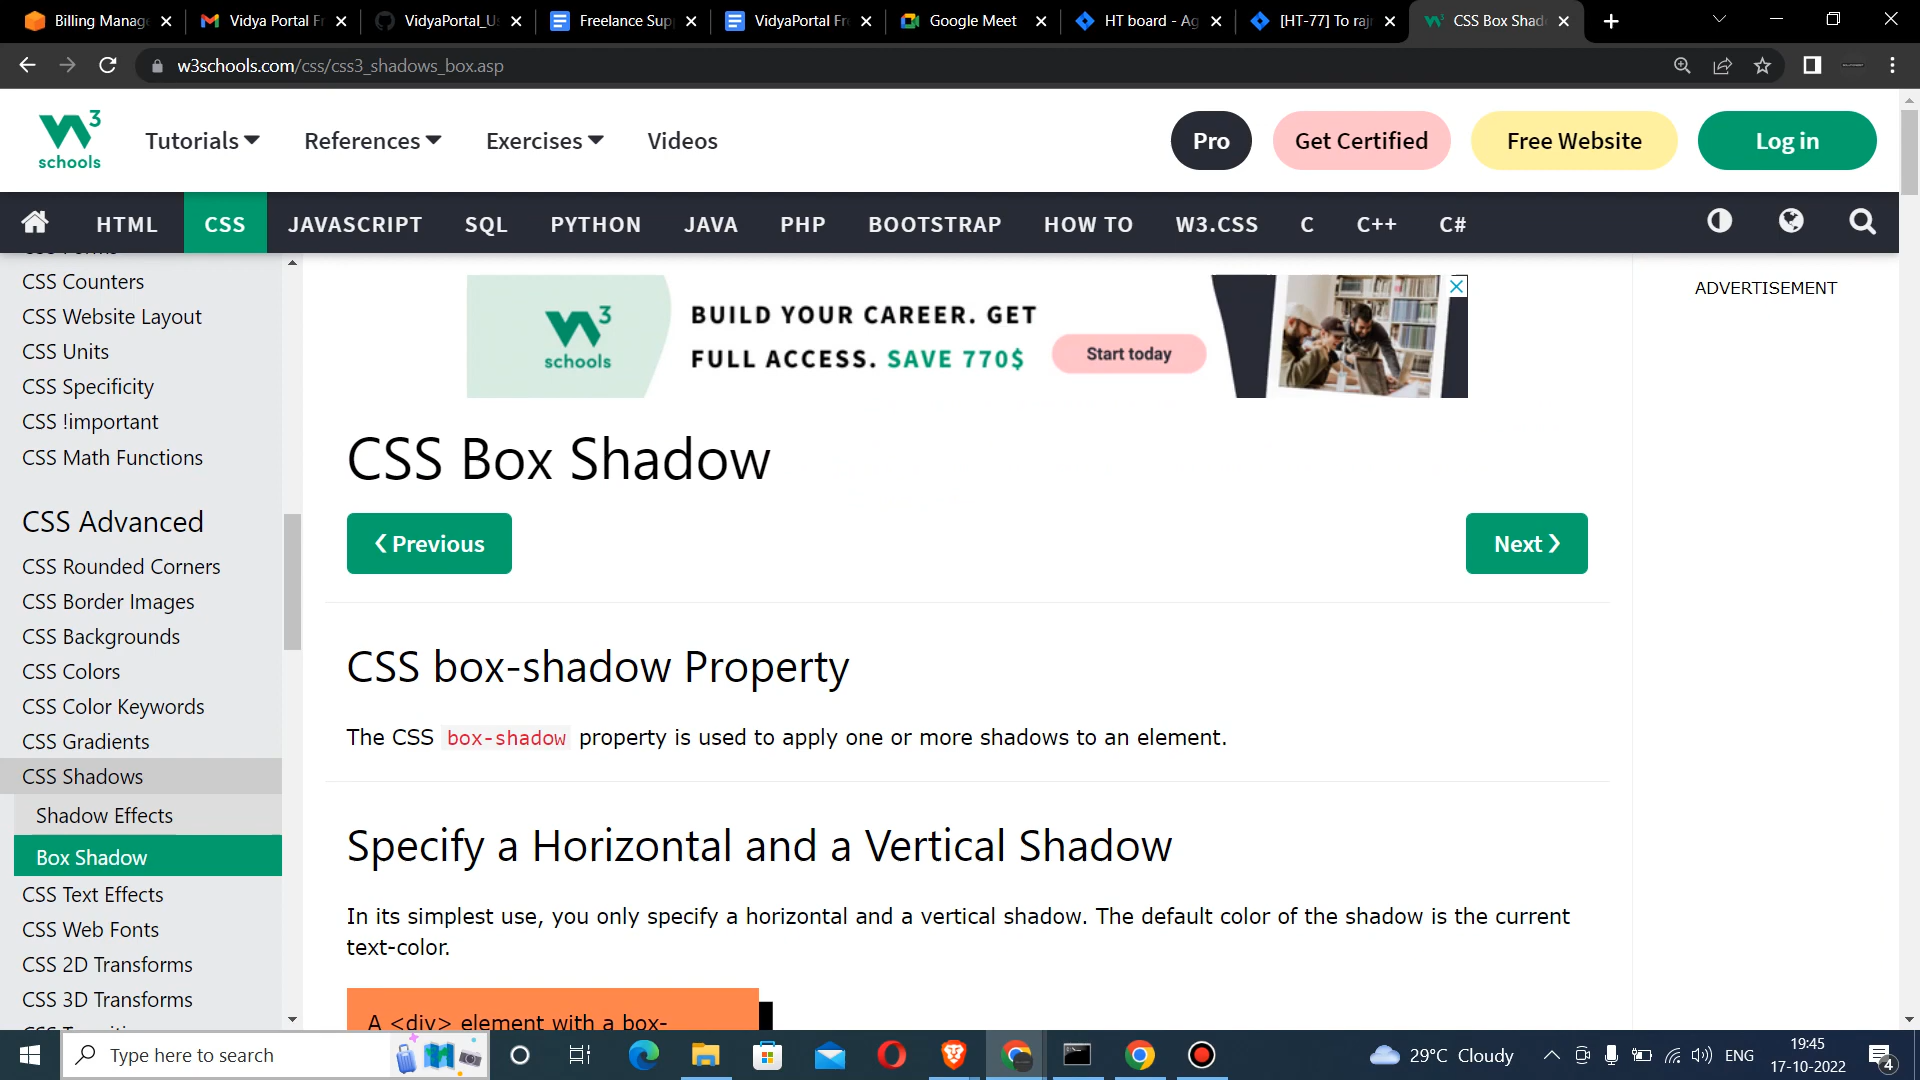 Billing Manage
Vidya Portal Fr
VidyaPortal_Us
Freelance Supp
VidyaPortal Fre
Google Meet
HT board - Ag
[HT-77] To rajn
CSS Box Shad
w3schools.com/css/css3_shadows_box.asp
3
schools
Tutorials
References
Exercises
Videos
Pro
Get Certified
Free Website
Log in
HTML
CSS
JAVASCRIPT
SQL
PYTHON
JAVA
PHP
BOOTSTRAP
HOW TO
W3.CSS
C
C++
C#
CSS Counters
CSS Website Layout
CSS Units
CSS Specificity
CSS !important
CSS Math Functions
CSS Advanced
CSS Rounded Corners
CSS Border Images
CSS Backgrounds
CSS Colors
CSS Color Keywords
CSS Gradients
CSS Shadows
Shadow Effects
Box Shadow
CSS Text Effects
CSS Web Fonts
CSS 2D Transforms
CSS 3D Transforms
3
schools
BUILD YOUR CAREER. GET
FULL ACCESS. SAVE 770$
Start today
ADVERTISEMENT
CSS Box Shadow
❮ Previous
Next ❯
CSS box-shadow Property
The CSS box-shadow property is used to apply one or more shadows to an element.
Specify a Horizontal and a Vertical Shadow
In its simplest use, you only specify a horizontal and a vertical shadow. The default color of the shadow is the current
text-color.
A <div> element with a box-
Type here to search
29°C Cloudy
ENG
19:45
17-10-2022
4